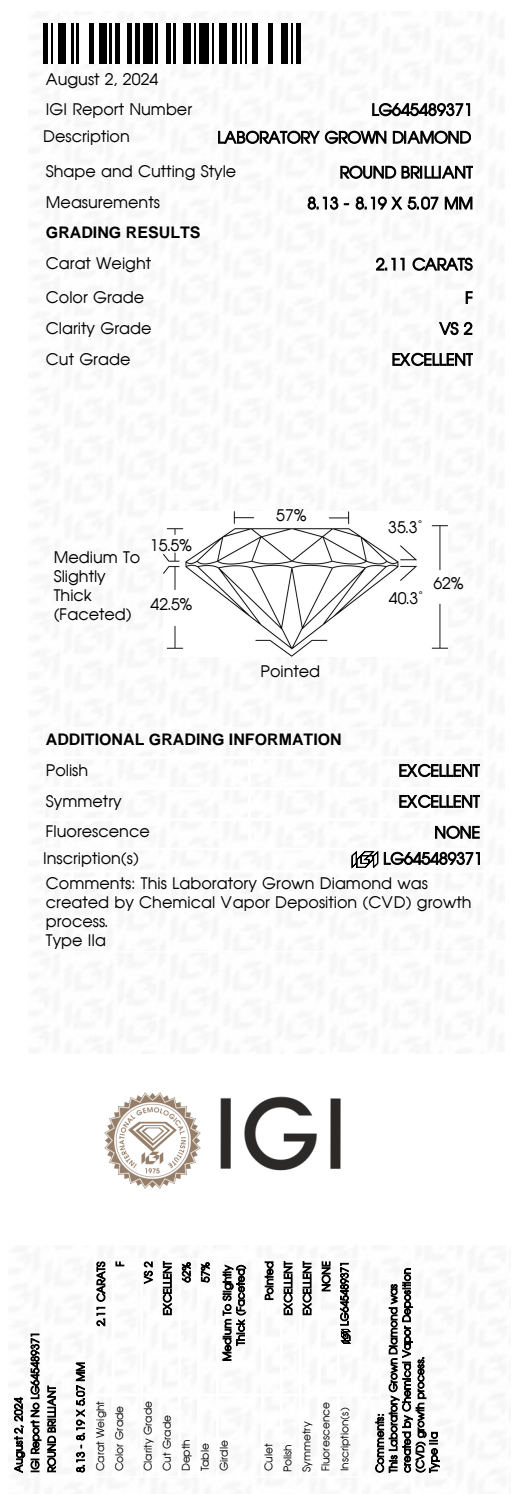 August 2, 2024
IGI Report Number LG645489371
Description LABORATORY GROWN DIAMOND
Shape and Cutting Style ROUND BRILLIANT
Measurements 8.13 - 8.19 X 5.07 MM
GRADING RESULTS
Carat Weight 2.11 CARATS
Color Grade F
Clarity Grade VS 2
Cut Grade EXCELLENT
57%
35.3°
15.5%
Medium To
Slightly
Thick
(Faceted)
42.5%
40.3°
62%
Pointed
ADDITIONAL GRADING INFORMATION
Polish EXCELLENT
Symmetry EXCELLENT
Fluorescence NONE
Inscription(s) IGI LG645489371
Comments: This Laboratory Grown Diamond was
created by Chemical Vapor Deposition (CVD) growth
process.
Type IIa
INTERNATIONAL GEMOLOGICAL INSTITUTE
IGI
1975
IGI
August 2, 2024
IGI Report No LG645489371
ROUND BRILLIANT
8.13 - 8.19 X 5.07 MM
Carat Weight 2.11 CARATS
Color Grade F
Clarity Grade VS 2
Cut Grade EXCELLENT
Depth 62%
Table 57%
Girdle Medium To Slightly
Thick (Faceted)
Culet Pointed
Polish EXCELLENT
Symmetry EXCELLENT
Fluorescence NONE
Inscription(s) IGI LG645489371
Comments:
This Laboratory Grown Diamond was
created by Chemical Vapor Deposition
(CVD) growth process.
Type IIa